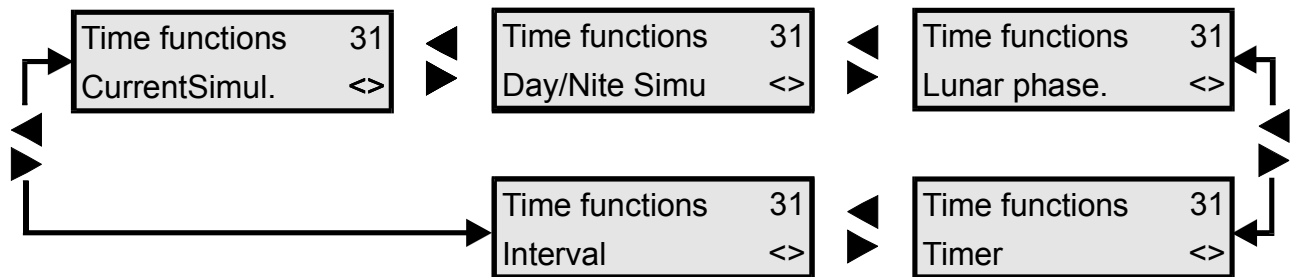 Time functions 31
CurrentSimul. <>
Time functions 31
Day/Nite Simu <>
Time functions 31
Lunar phase. <>
Time functions 31
Interval <>
Time functions 31
Timer <>